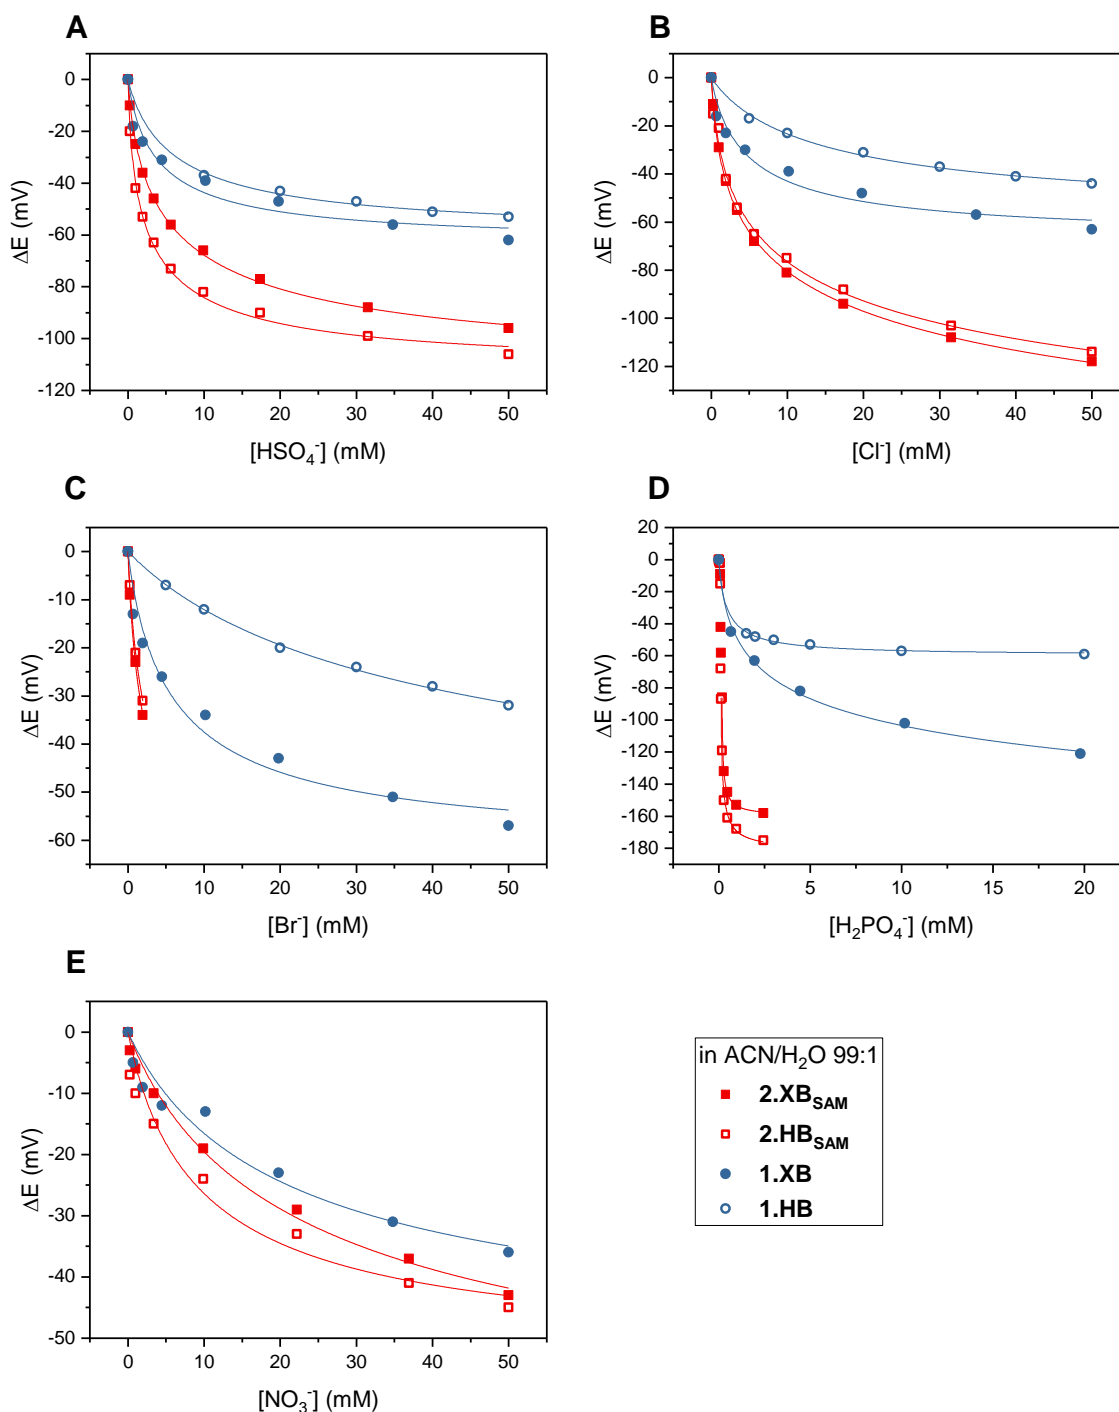 A
0
-20
-40
-60
-80
-100
-120
ΔE (mV)
0 10 20 30 40 50
[HSO₄⁻] (mM)
B
0
-20
-40
-60
-80
-100
-120
ΔE (mV)
0 10 20 30 40 50
[Cl⁻] (mM)
C
0
-10
-20
-30
-40
-50
-60
ΔE (mV)
0 10 20 30 40 50
[Br⁻] (mM)
D
20
0
-20
-40
-60
-80
-100
-120
-140
-160
-180
ΔE (mV)
0 5 10 15 20
[H₂PO₄⁻] (mM)
E
0
-10
-20
-30
-40
-50
ΔE (mV)
0 10 20 30 40 50
[NO₃⁻] (mM)
in ACN/H₂O 99:1
2.XB_SAM
2.HB_SAM
1.XB
1.HB